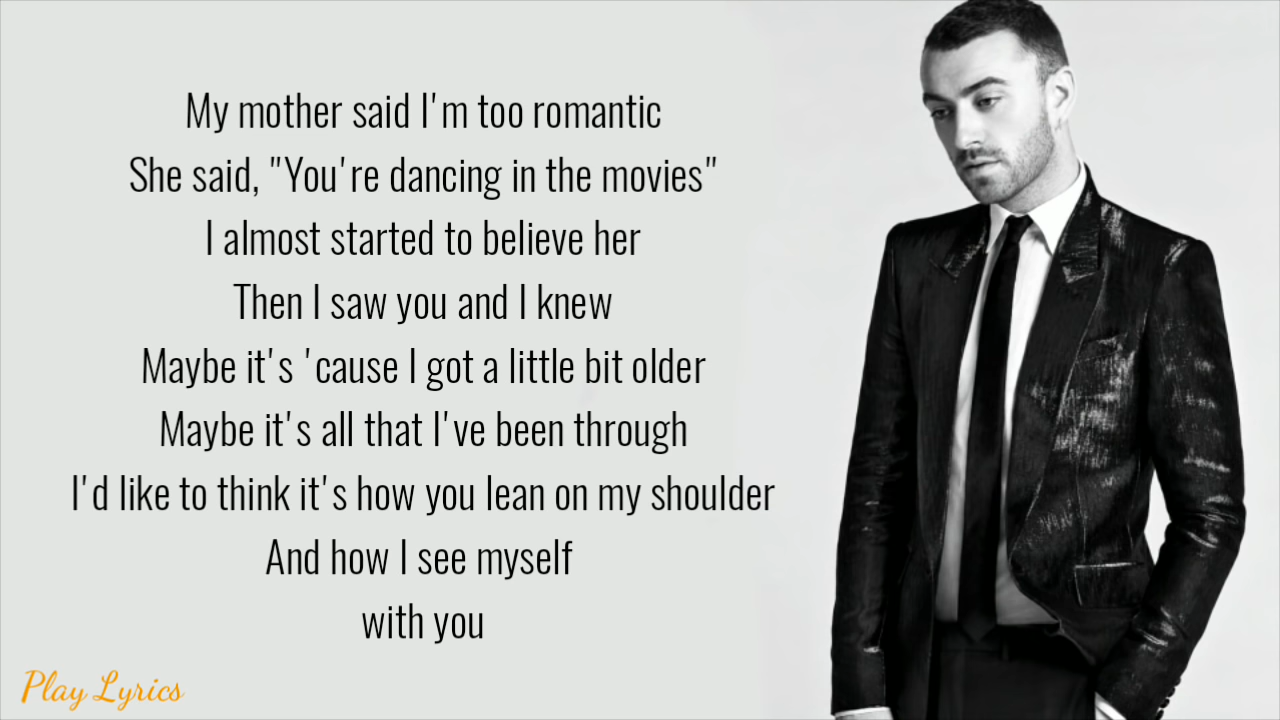 My mother said I'm too romantic
She said, "You're dancing in the movies"
I almost started to believe her
Then I saw you and I knew
Maybe it's 'cause I got a little bit older
Maybe it's all that I've been through
I'd like to think it's how you lean on my shoulder
And how I see myself
with you
Play Lyrics